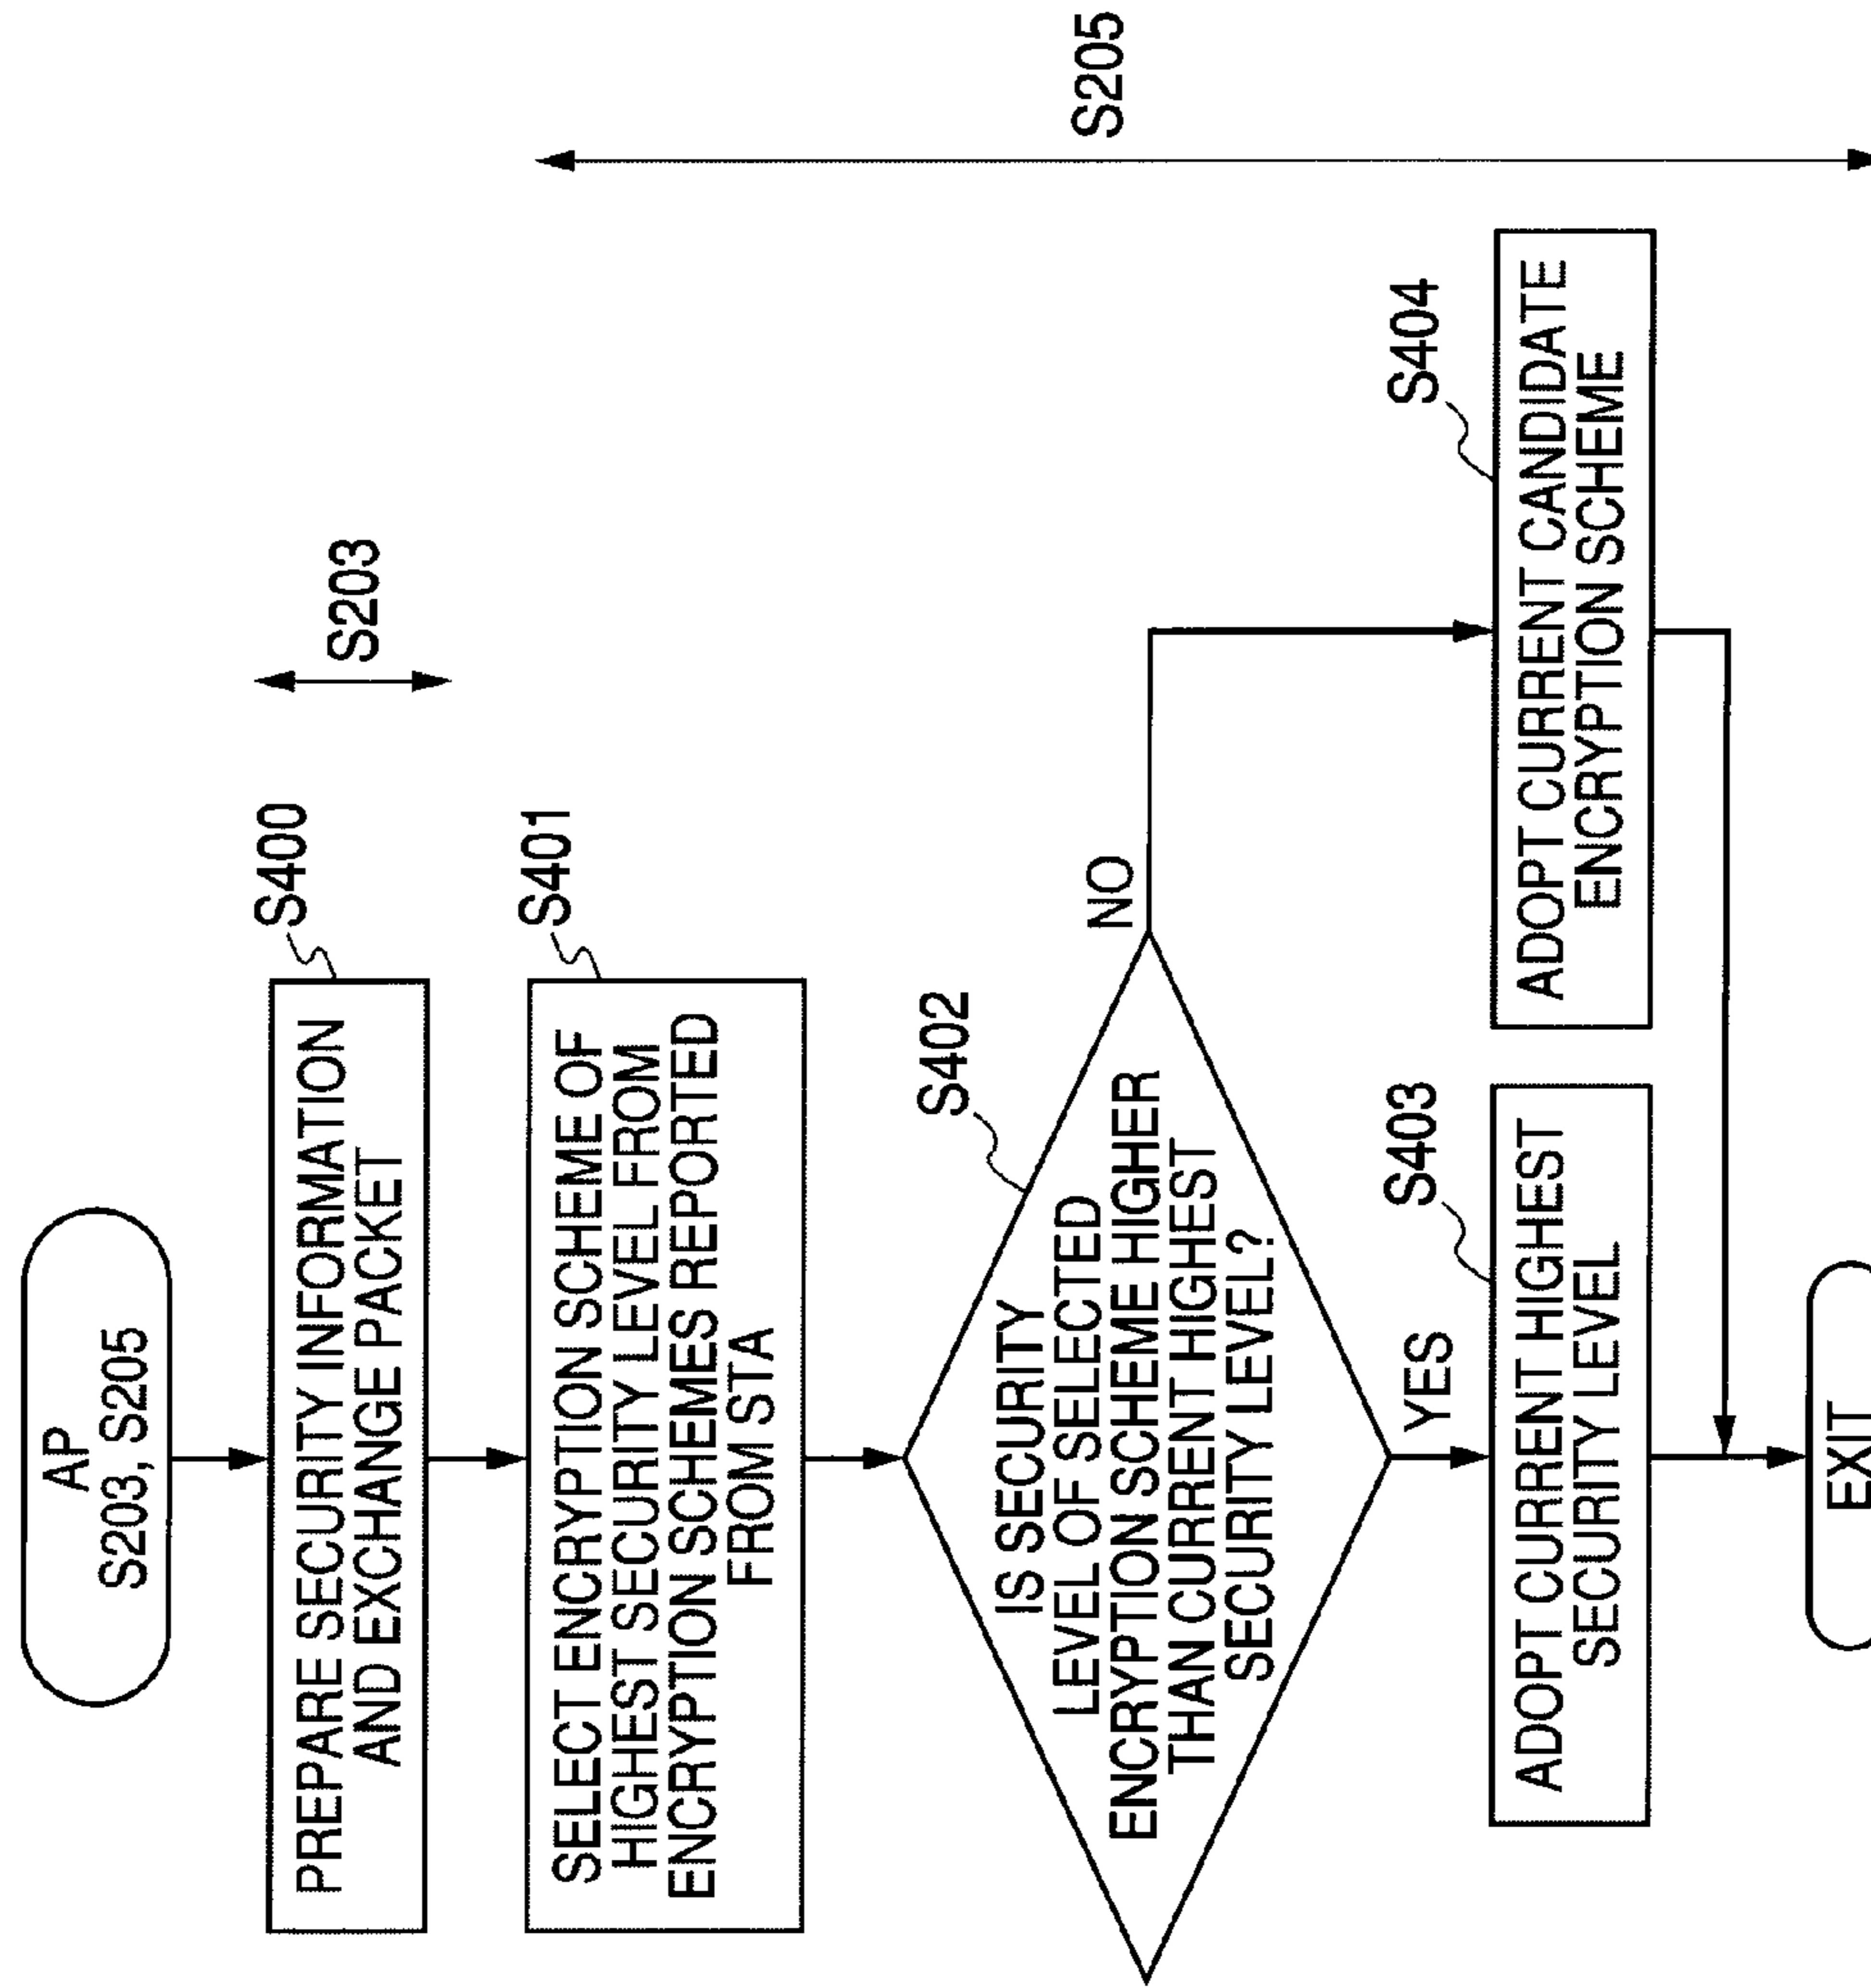 AP
S203, S205
S400
S203
PREPARE SECURITY INFORMATION
AND EXCHANGE PACKET
S401
SELECT ENCRYPTION SCHEME OF
HIGHEST SECURITY LEVEL FROM
ENCRYPTION SCHEMES REPORTED
FROM STA
S205
S402
IS SECURITY
LEVEL OF SELECTED
ENCRYPTION SCHEME HIGHER
THAN CURRENT HIGHEST
SECURITY LEVEL?
NO
YES
S403
ADOPT CURRENT HIGHEST
SECURITY LEVEL
S404
ADOPT CURRENT CANDIDATE
ENCRYPTION SCHEME
EXIT